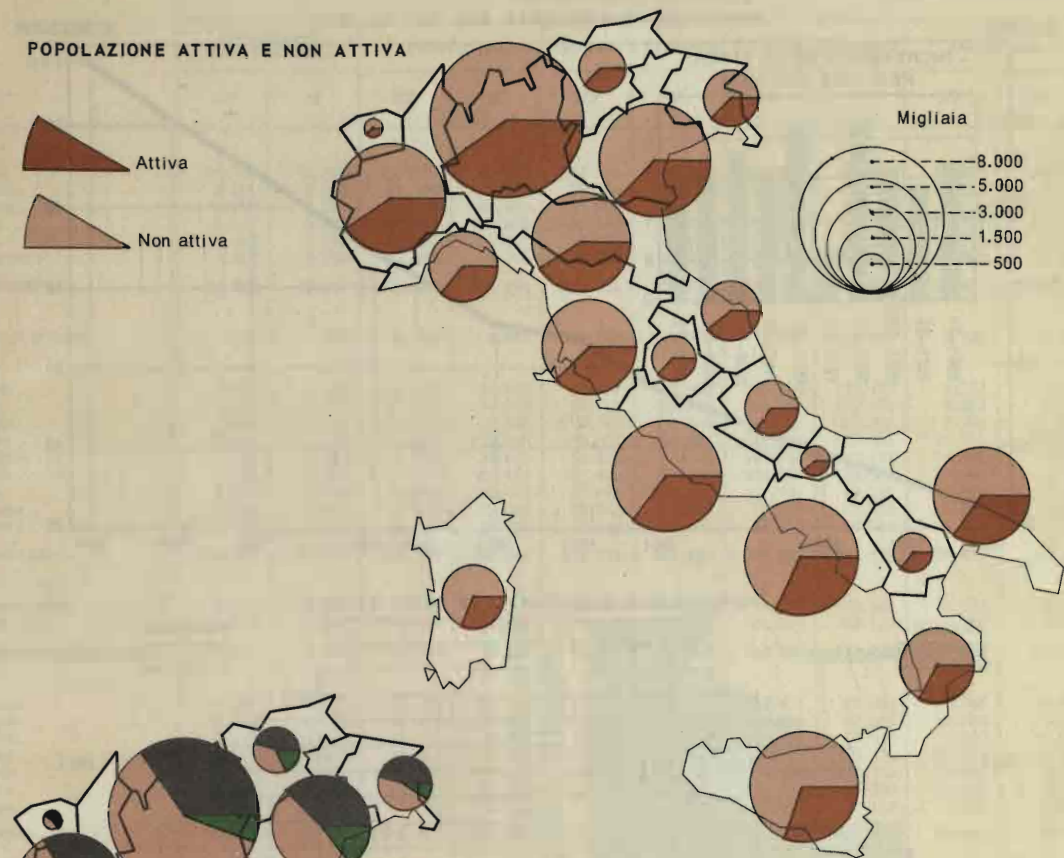 POPOLAZIONE ATTIVA E NON ATTIVA
Attiva
Non attiva
Migliaia
8.000
5.000
3.000
1.500
500